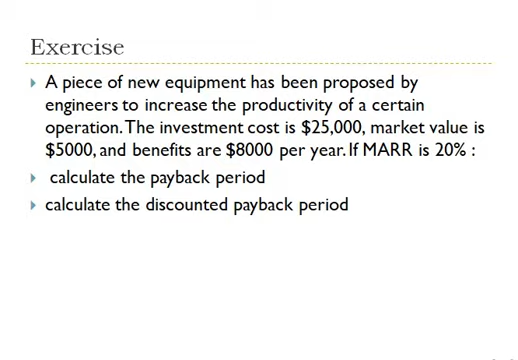 Exercise
A piece of new equipment has been proposed by
engineers to increase the productivity of a certain
operation. The investment cost is $25,000, market value is
$5000, and benefits are $8000 per year. If MARR is 20% :
calculate the payback period
calculate the discounted payback period